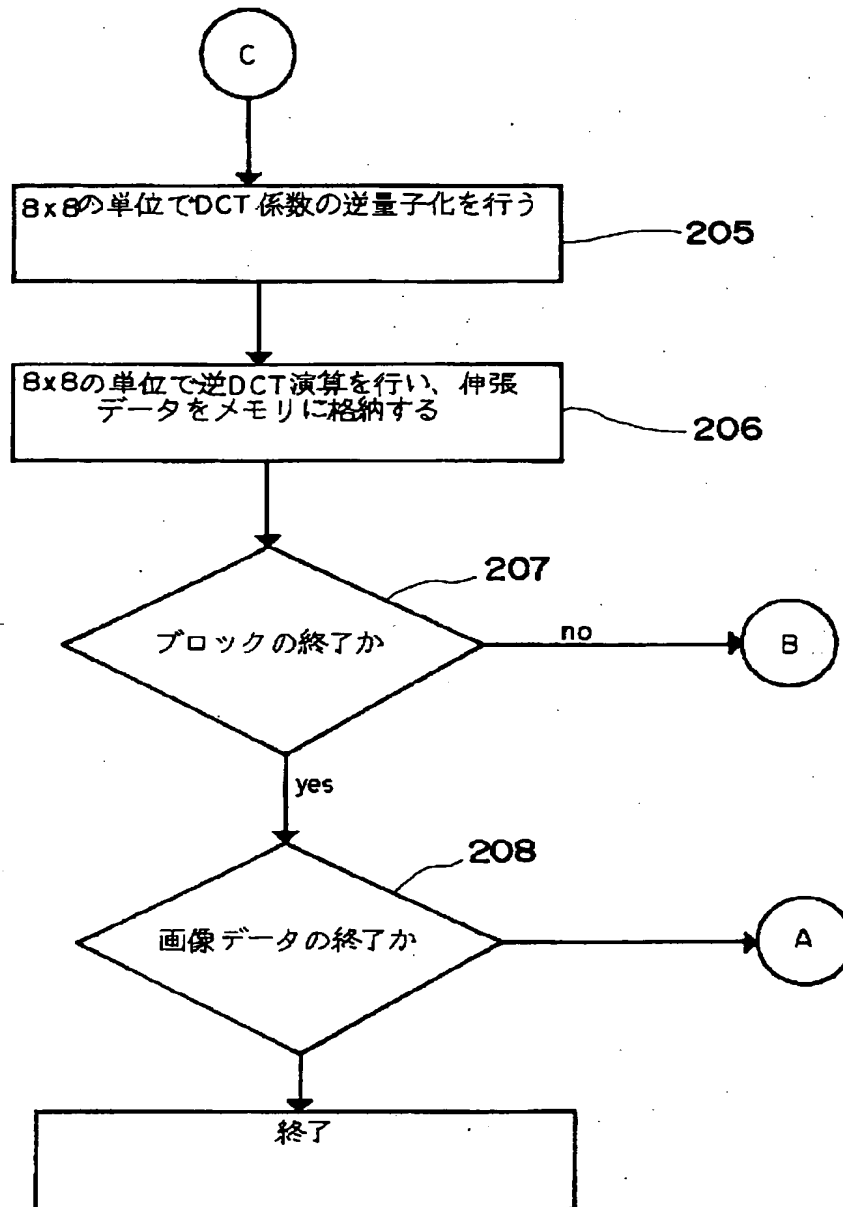 C
8x8の単位でDCT係数の逆量子化を行う
205
8x8の単位で逆DCT演算を行い、伸張
データをメモリに格納する
206
207
ブロックの終了か
no
B
yes
208
画像データの終了か
A
終了